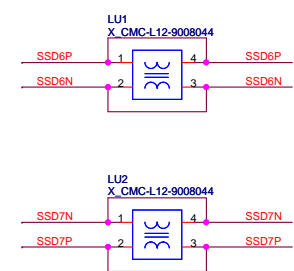 LU1
X_CMC-L12-9008044
SSD6P 1 4 SSD6P
SSD6N 2 3 SSD6N
LU2
X_CMC-L12-9008044
SSD7N 1 4 SSD7N
SSD7P 2 3 SSD7P